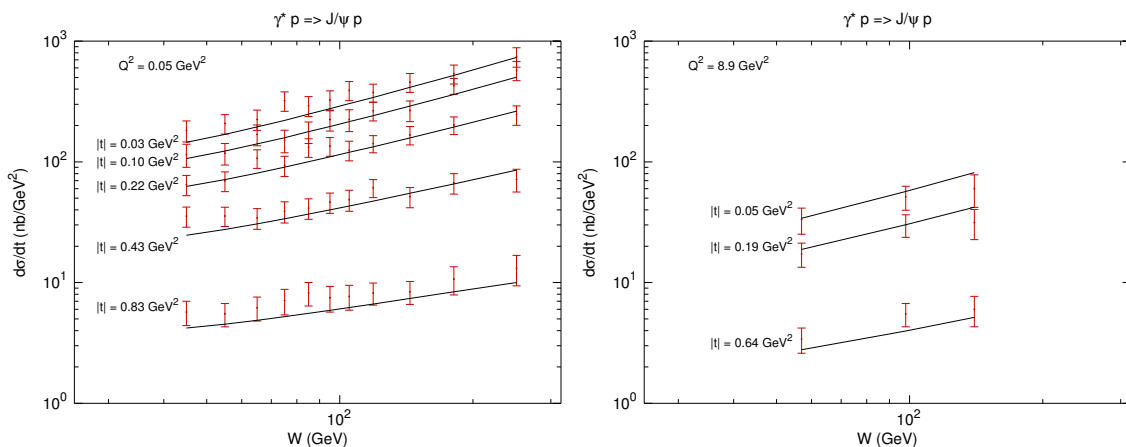 γ* p => J/ψ p
10³
10²
10¹
10⁰
dσ/dt (nb/GeV²)
Q² = 0.05 GeV²
|t| = 0.03 GeV²
|t| = 0.10 GeV²
|t| = 0.22 GeV²
|t| = 0.43 GeV²
|t| = 0.83 GeV²
10²
W (GeV)
γ* p => J/ψ p
10³
10²
10¹
10⁰
dσ/dt (nb/GeV²)
Q² = 8.9 GeV²
|t| = 0.05 GeV²
|t| = 0.19 GeV²
|t| = 0.64 GeV²
10²
W (GeV)